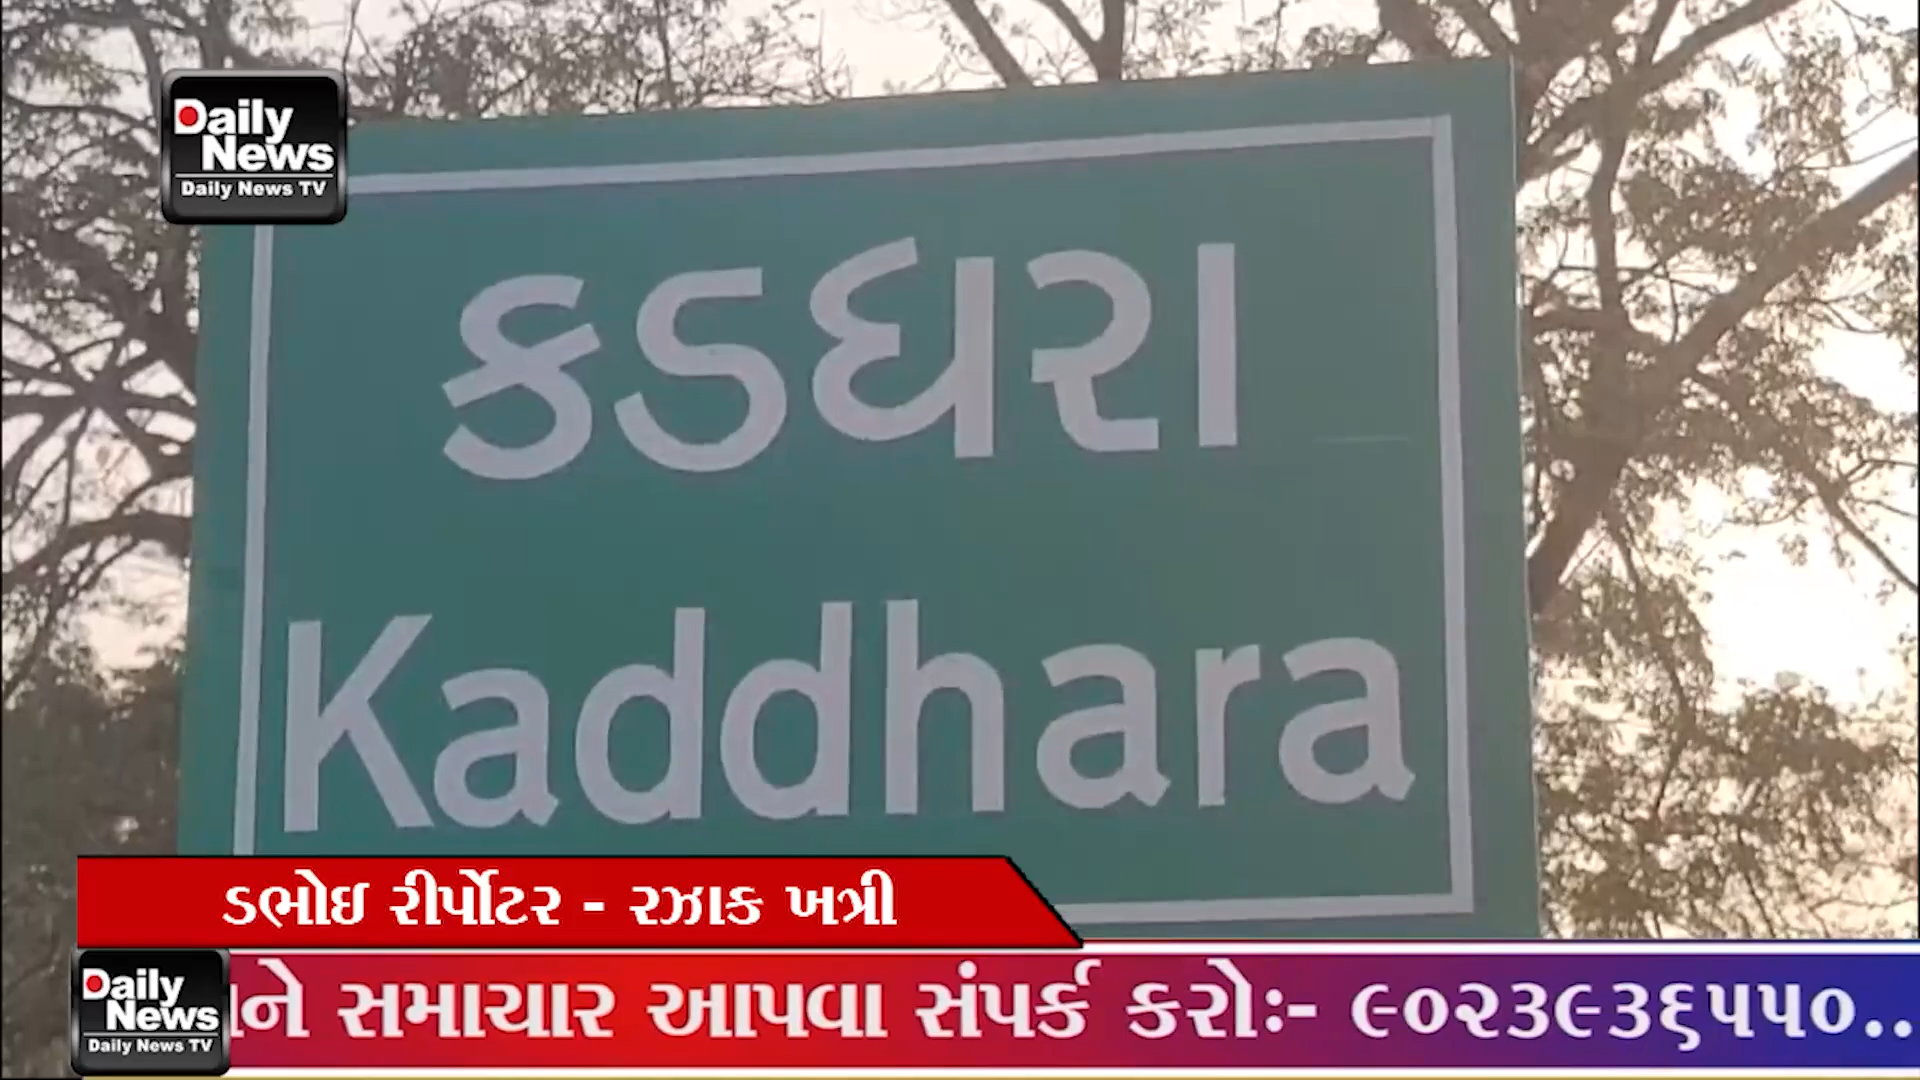 Daily
News
Daily News TV
કડધરા
Kaddhara
ડભોઇ રીર્પોટર - રઝાક ખત્રી
Daily
News
Daily News TV
સમાચાર આપવા સંપર્ક કરોઃ- ૯૦૨૩૯૩૬૫૫૦..